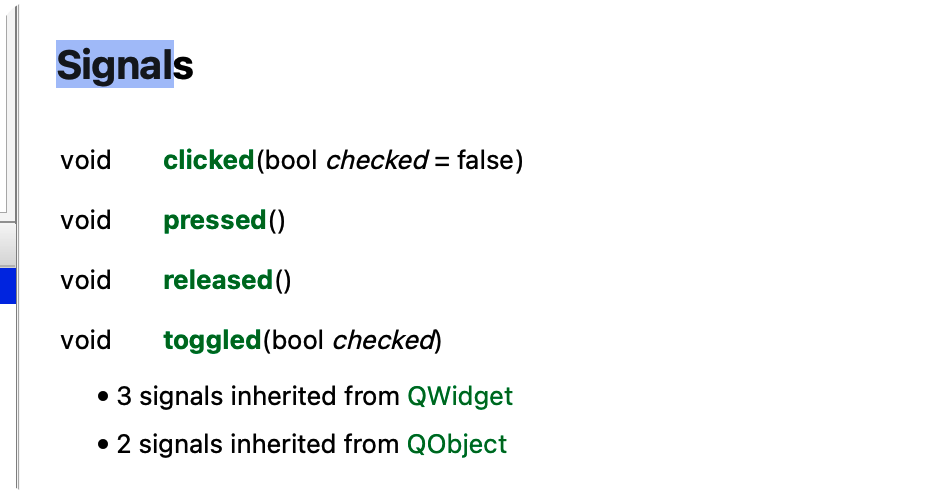 Signals
void clicked(bool checked = false)
void pressed()
void released()
void toggled(bool checked)
• 3 signals inherited from QWidget
• 2 signals inherited from QObject